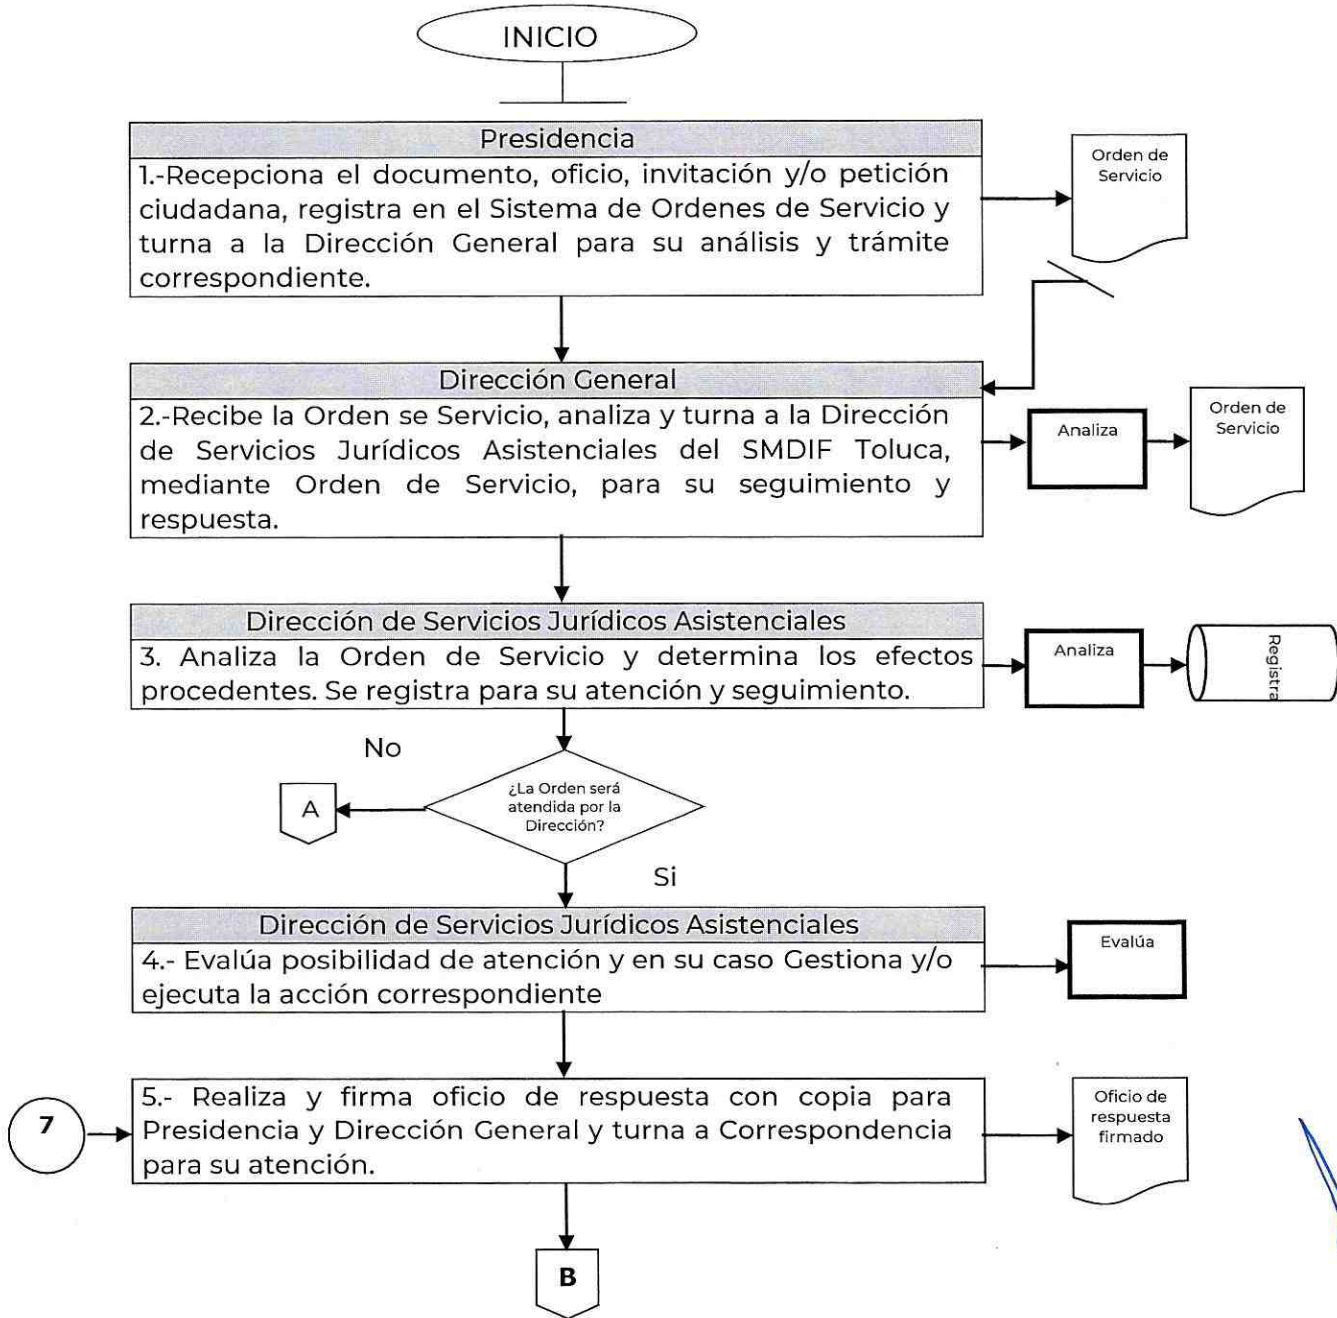 INICIO
Presidencia
1.-Recepciona el documento, oficio, invitación y/o petición
ciudadana, registra en el Sistema de Ordenes de Servicio y
turna a la Dirección General para su análisis y trámite
correspondiente.
Orden de
Servicio
Dirección General
2.-Recibe la Orden se Servicio, analiza y turna a la Dirección
de Servicios Jurídicos Asistenciales del SMDIF Toluca,
mediante Orden de Servicio, para su seguimiento y
respuesta.
Analiza
Orden de
Servicio
Dirección de Servicios Jurídicos Asistenciales
3. Analiza la Orden de Servicio y determina los efectos
procedentes. Se registra para su atención y seguimiento.
Analiza
Registra
No
A
¿La Orden será
atendida por la
Dirección?
Si
Dirección de Servicios Jurídicos Asistenciales
4.- Evalúa posibilidad de atención y en su caso Gestiona y/o
ejecuta la acción correspondiente
Evalúa
7
5.- Realiza y firma oficio de respuesta con copia para
Presidencia y Dirección General y turna a Correspondencia
para su atención.
Oficio de
respuesta
firmado
B